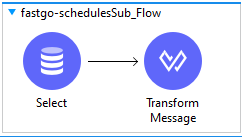 fastgo-schedulesSub_Flow
Select
Transform
Message